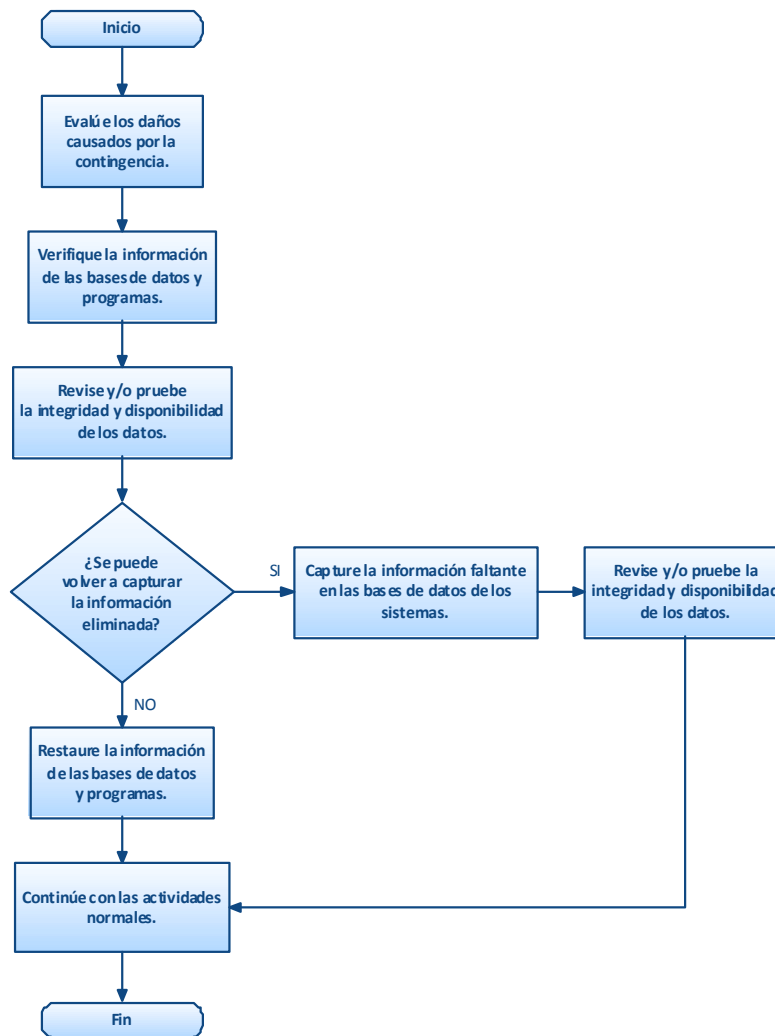 Inicio
Evalúe los daños
causados por la
contingencia.
Verifique la información
de las bases de datos y
programas.
Revise y/o pruebe
la integridad y disponibilidad
de los datos.
¿Se puede
volver a capturar
la información
eliminada?
SI
Capture la información faltante
en las bases de datos de los
sistemas.
Revise y/o pruebe la
integridad y disponibilidad
de los datos.
NO
Restaure la información
de las bases de datos
y programas.
Continúe con las actividades
normales.
Fin